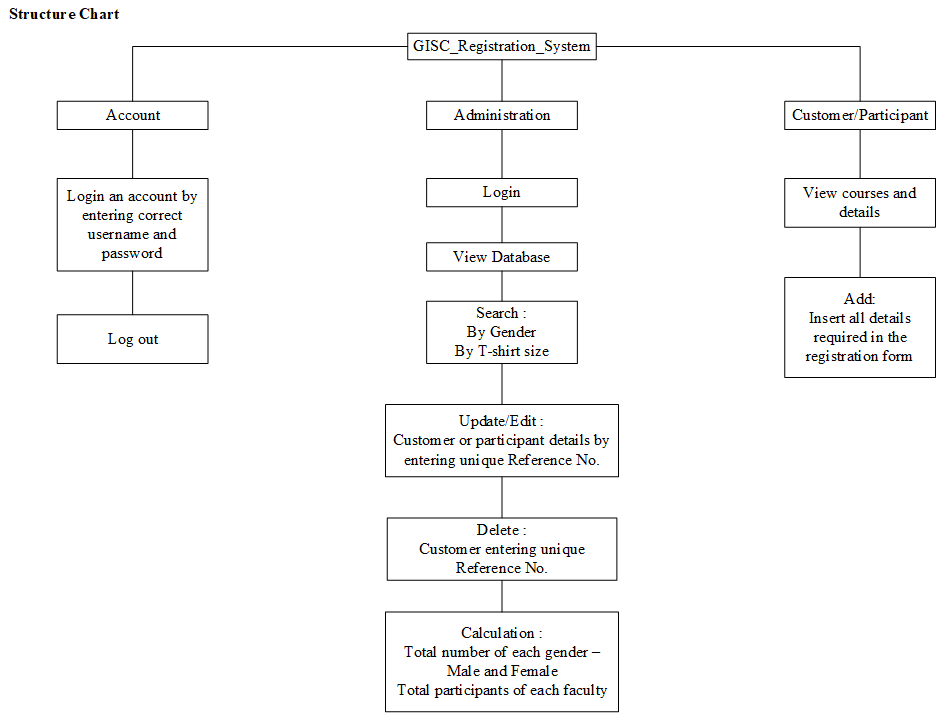 Structure Chart
GISC_Registration_System
Account
Administration
Customer/Participant
Login an account by
entering correct
username and
password
Login
View courses and
details
View Database
Log out
Search :
By Gender
By T-shirt size
Add:
Insert all details
required in the
registration form
Update/Edit :
Customer or participant details by
entering unique Reference No.
Delete :
Customer entering unique
Reference No.
Calculation :
Total number of each gender –
Male and Female
Total participants of each faculty